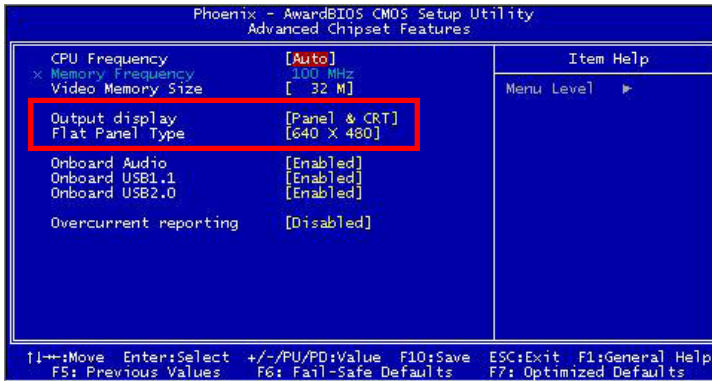 Phoenix - AwardBIOS CMOS Setup Utility
Advanced Chipset Features
CPU Frequency [Auto]
x Memory Frequency 100 MHz
Video Memory Size [ 32 M]
Output display [Panel & CRT]
Flat Panel Type [640 X 480]
Onboard Audio [Enabled]
Onboard USB1.1 [Enabled]
Onboard USB2.0 [Enabled]
Overcurrent reporting [Disabled]
Item Help
Menu Level ►
↑↓→←:Move Enter:Select +/-/PU/PD:Value F10:Save ESC:Exit F1:General Help
F5: Previous Values F6: Fail-Safe Defaults F7: Optimized Defaults